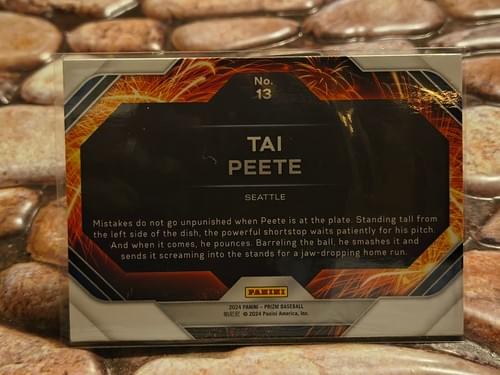 No.
13
TAI
PEETE
SEATTLE
Mistakes do not go unpunished when Peete is at the plate. Standing tall from
the left side of the dish, the powerful shortstop waits patiently for his pitch.
And when it comes, he pounces. Barreling the ball, he smashes it and
sends it screaming into the stands for a jaw-dropping home run.
PANINI
2024 PANINI – PRIZM BASEBALL
© 2024 Panini America, Inc.